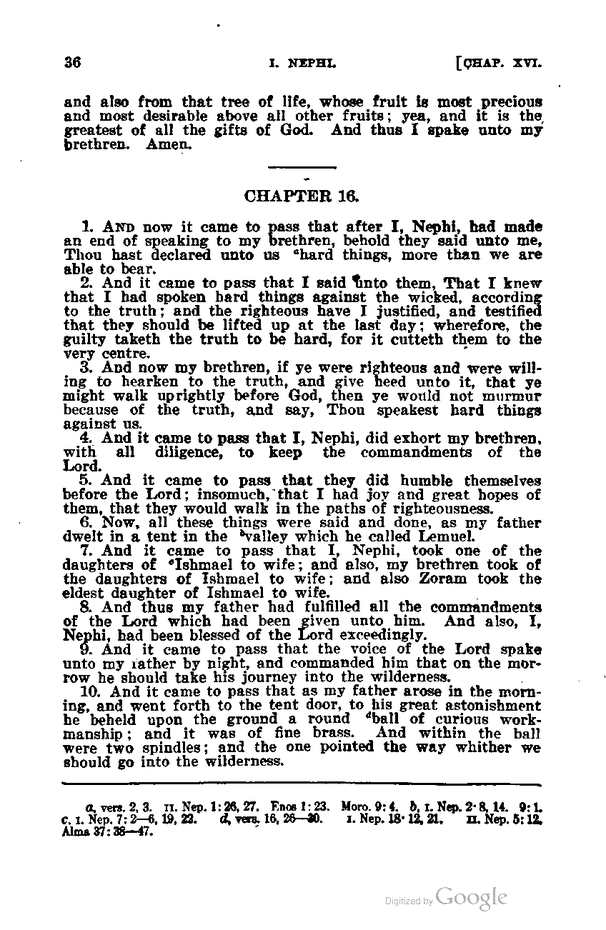 36 I. NEPHI. [CHAP. XVI.
and also from that tree of life, whose fruit is most precious
and most desirable above all other fruits; yea, and it is the
greatest of all the gifts of God. And thus I spake unto my
brethren. Amen.
CHAPTER 16.
1. AND now it came to pass that after I, Nephi, had made
an end of speaking to my brethren, behold they said unto me,
Thou hast declared unto us ᵃhard things, more than we are
able to bear.
2. And it came to pass that I said unto them, That I knew
that I had spoken hard things against the wicked, according
to the truth; and the righteous have I justified, and testified
that they should be lifted up at the last day; wherefore, the
guilty taketh the truth to be hard, for it cutteth them to the
very centre.
3. And now my brethren, if ye were righteous and were will-
ing to hearken to the truth, and give heed unto it, that ye
might walk uprightly before God, then ye would not murmur
because of the truth, and say, Thou speakest hard things
against us.
4. And it came to pass that I, Nephi, did exhort my brethren,
with all diligence, to keep the commandments of the
Lord.
5. And it came to pass that they did humble themselves
before the Lord; insomuch, that I had joy and great hopes of
them, that they would walk in the paths of righteousness.
6. Now, all these things were said and done, as my father
dwelt in a tent in the ᵇvalley which he called Lemuel.
7. And it came to pass that I, Nephi, took one of the
daughters of ᶜIshmael to wife; and also, my brethren took of
the daughters of Ishmael to wife; and also Zoram took the
eldest daughter of Ishmael to wife.
8. And thus my father had fulfilled all the commandments
of the Lord which had been given unto him. And also, I,
Nephi, had been blessed of the Lord exceedingly.
9. And it came to pass that the voice of the Lord spake
unto my father by night, and commanded him that on the mor-
row he should take his journey into the wilderness.
10. And it came to pass that as my father arose in the morn-
ing, and went forth to the tent door, to his great astonishment
he beheld upon the ground a round ᵈball of curious work-
manship; and it was of fine brass. And within the ball
were two spindles; and the one pointed the way whither we
should go into the wilderness.
a, vers. 2, 3. II. Nep. 1:26, 27. Enos 1:23. Moro. 9:4. b, I. Nep. 2:8, 14. 9:1.
c, I. Nep. 7:2—6, 19, 22. d, vers. 16, 26—30. I. Nep. 18:12, 21. II. Nep. 5:12.
Alma 37:38—47.
Digitized by Google